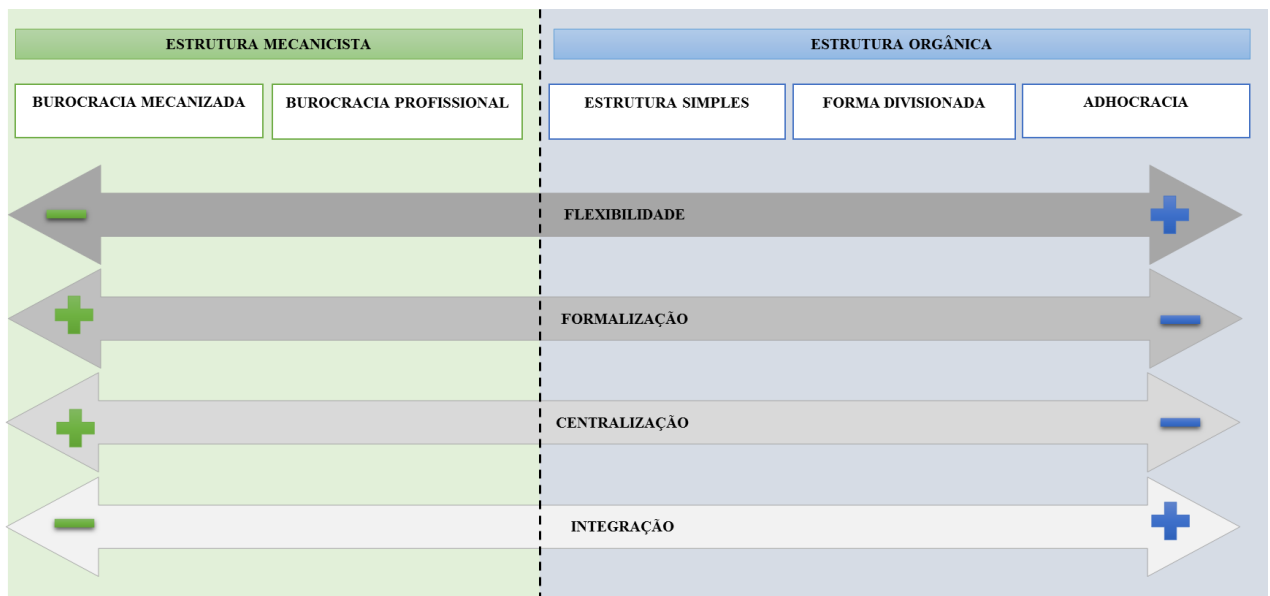 ESTRUTURA MECANICISTA
ESTRUTURA ORGÂNICA
BUROCRACIA MECANIZADA
BUROCRACIA PROFISSIONAL
ESTRUTURA SIMPLES
FORMA DIVISIONADA
ADHOCRACIA
FLEXIBILIDADE
FORMALIZAÇÃO
CENTRALIZAÇÃO
INTEGRAÇÃO